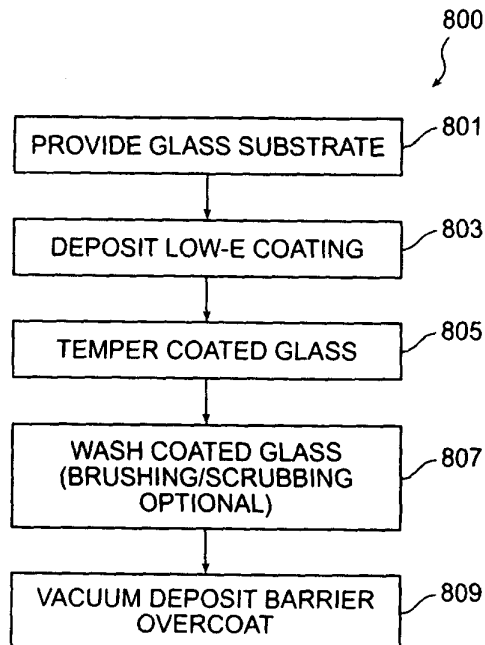 800
PROVIDE GLASS SUBSTRATE
801
DEPOSIT LOW-E COATING
803
TEMPER COATED GLASS
805
WASH COATED GLASS
(BRUSHING/SCRUBBING
OPTIONAL)
807
VACUUM DEPOSIT BARRIER
OVERCOAT
809